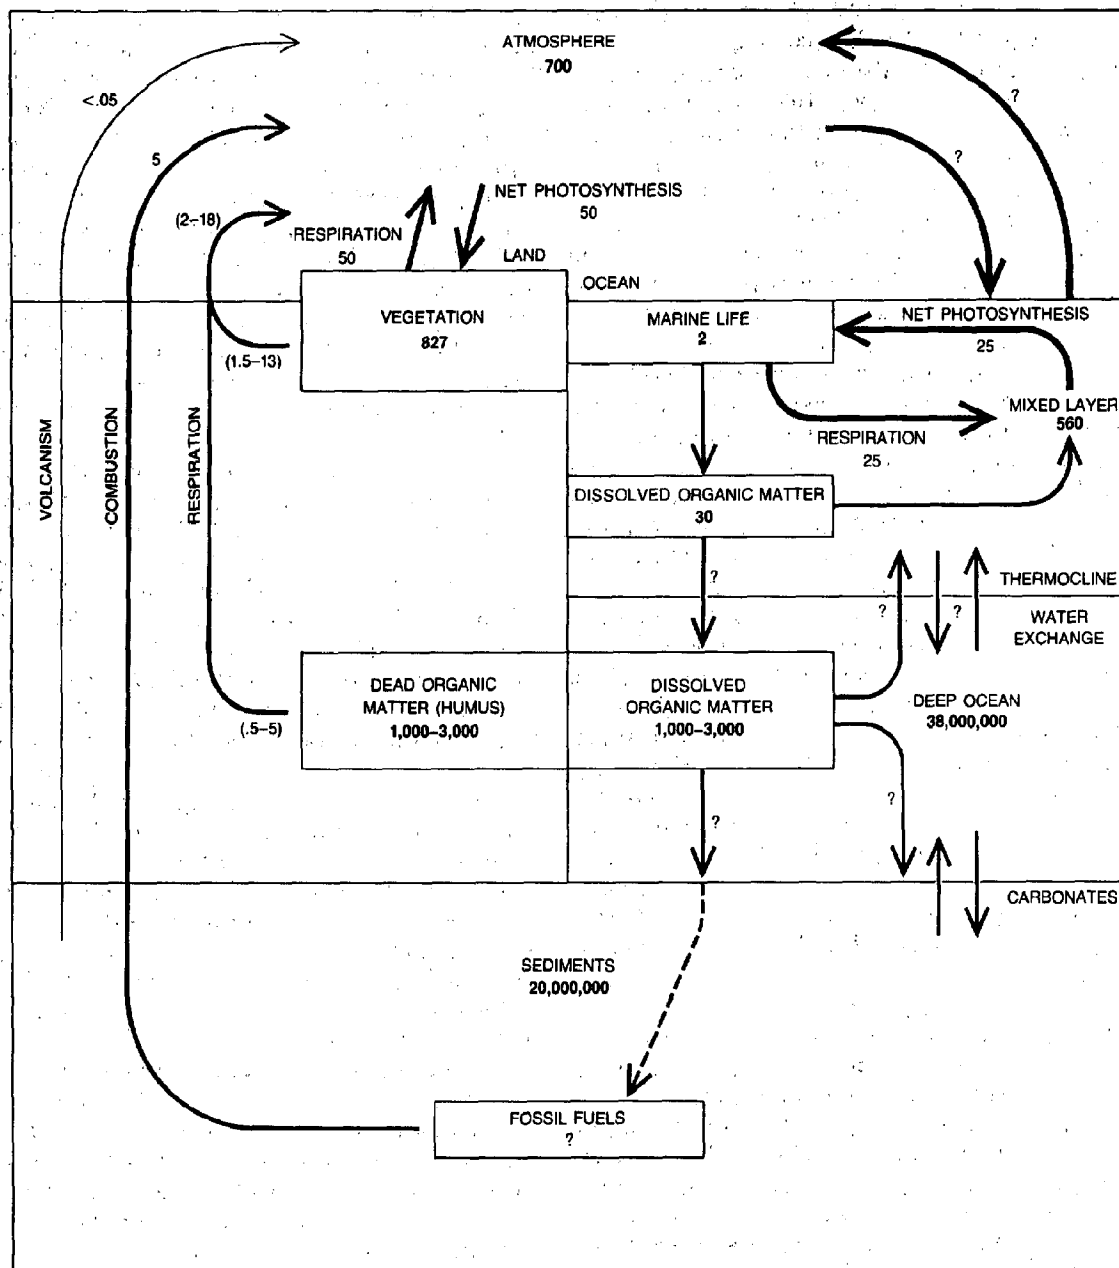 ATMOSPHERE
700
<.05
?
5
?
(2–18)
NET PHOTOSYNTHESIS
50
RESPIRATION
50
LAND
OCEAN
VEGETATION
827
MARINE LIFE
2
NET PHOTOSYNTHESIS
25
(1.5–13)
MIXED LAYER
560
RESPIRATION
25
VOLCANISM
COMBUSTION
RESPIRATION
DISSOLVED ORGANIC MATTER
30
?
THERMOCLINE
?
?
WATER
EXCHANGE
DEAD ORGANIC
MATTER (HUMUS)
1,000–3,000
DISSOLVED
ORGANIC MATTER
1,000–3,000
DEEP OCEAN
38,000,000
(.5–5)
?
?
CARBONATES
SEDIMENTS
20,000,000
FOSSIL FUELS
?